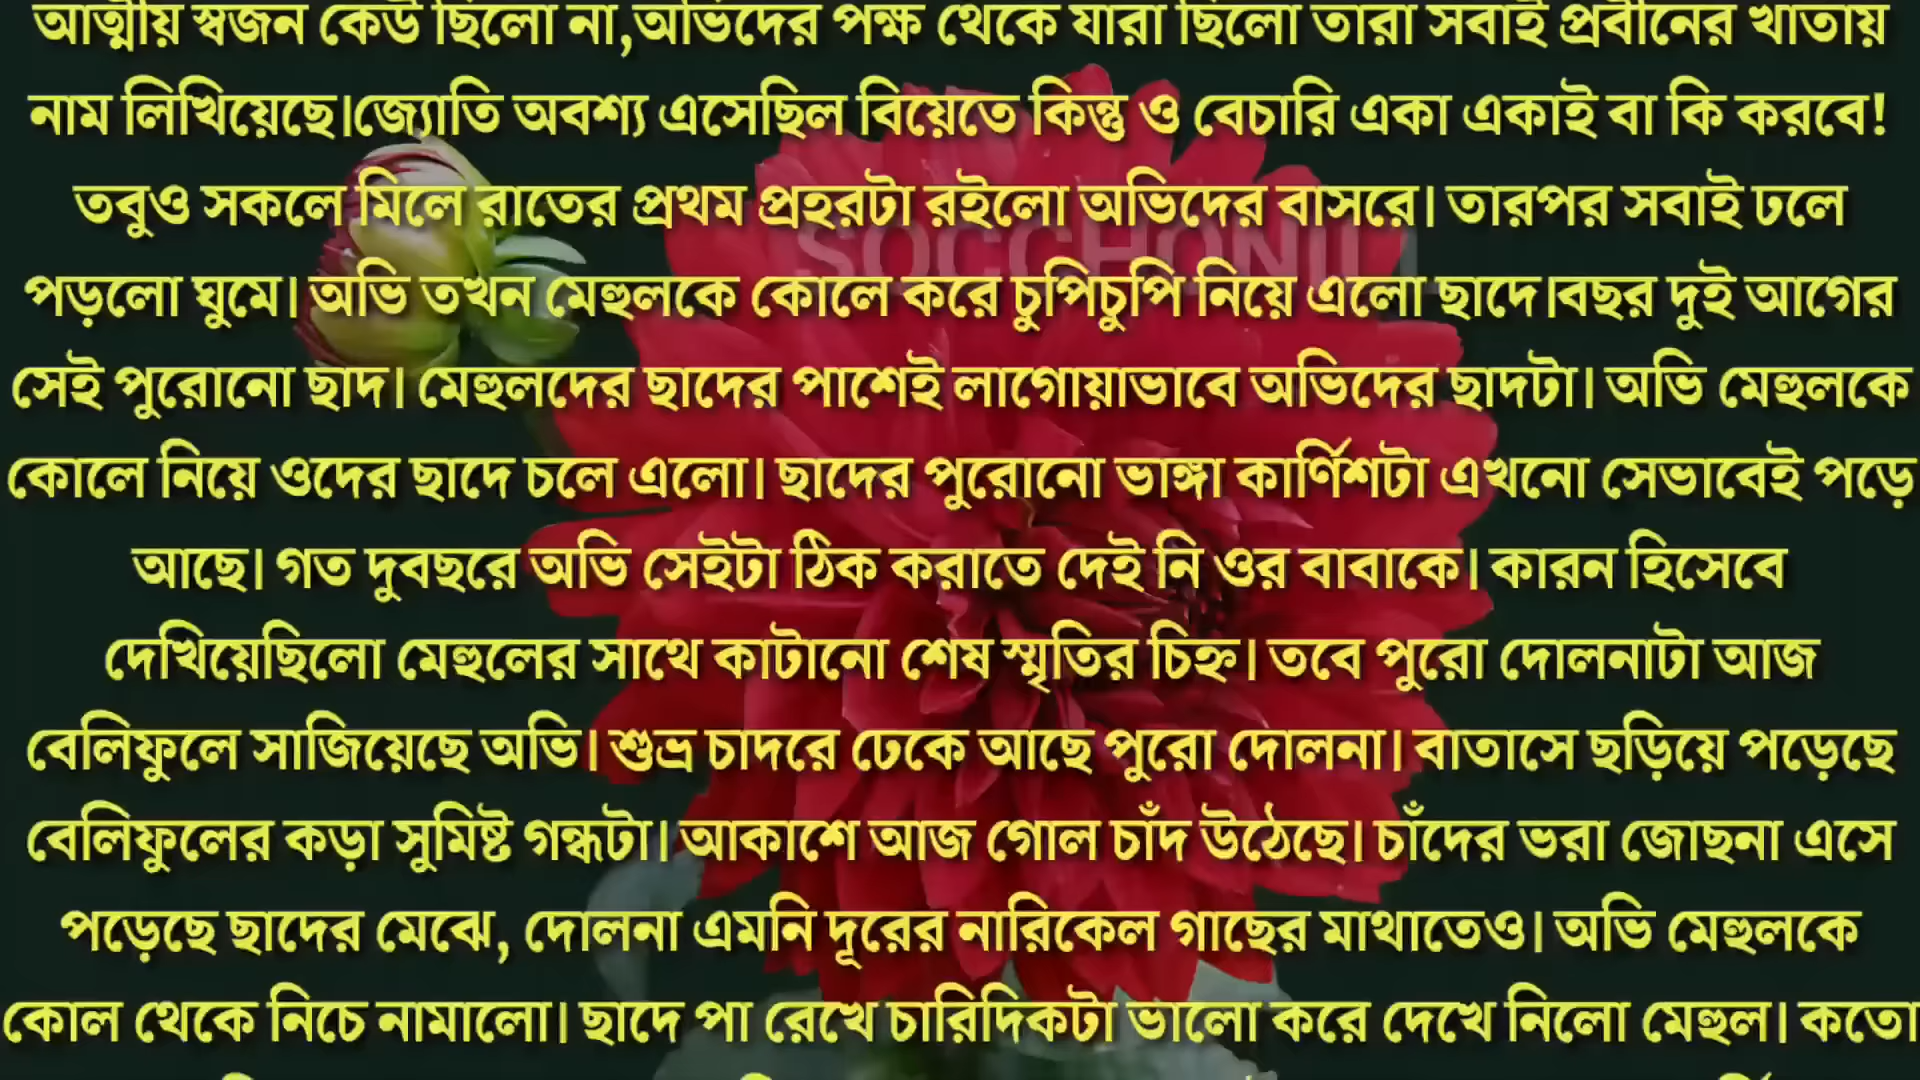 আত্মীয় স্বজন কেউ ছিলো না,অভিদের পক্ষ থেকে যারা ছিলো তারা সবাই প্রবীনের খাতায়
নাম লিখিয়েছে।জ্যোতি অবশ্য এসেছিল বিয়েতে কিন্তু ও বেচারি একা একাই বা কি করবে!
তবুও সকলে মিলে রাতের প্রথম প্রহরটা রইলো অভিদের বাসরে। তারপর সবাই ঢলে
SOCCHONIL
পড়লো ঘুমে। অভি তখন মেহুলকে কোলে করে চুপিচুপি নিয়ে এলো ছাদে।বছর দুই আগের
সেই পুরোনো ছাদ। মেহুলদের ছাদের পাশেই লাগোয়াভাবে অভিদের ছাদটা। অভি মেহুলকে
কোলে নিয়ে ওদের ছাদে চলে এলো। ছাদের পুরোনো ভাঙ্গা কার্ণিশটা এখনো সেভাবেই পড়ে
আছে। গত দুবছরে অভি সেইটা ঠিক করাতে দেই নি ওর বাবাকে। কারন হিসেবে
দেখিয়েছিলো মেহুলের সাথে কাটানো শেষ স্মৃতির চিহ্ন। তবে পুরো দোলনাটা আজ
বেলিফুলে সাজিয়েছে অভি। শুভ্র চাদরে ঢেকে আছে পুরো দোলনা। বাতাসে ছড়িয়ে পড়েছে
বেলিফুলের কড়া সুমিষ্ট গন্ধটা। আকাশে আজ গোল চাঁদ উঠেছে। চাঁদের ভরা জোছনা এসে
পড়েছে ছাদের মেঝে, দোলনা এমনি দূরের নারিকেল গাছের মাথাতেও। অভি মেহুলকে
কোল থেকে নিচে নামালো। ছাদে পা রেখে চারিদিকটা ভালো করে দেখে নিলো মেহুল। কতো